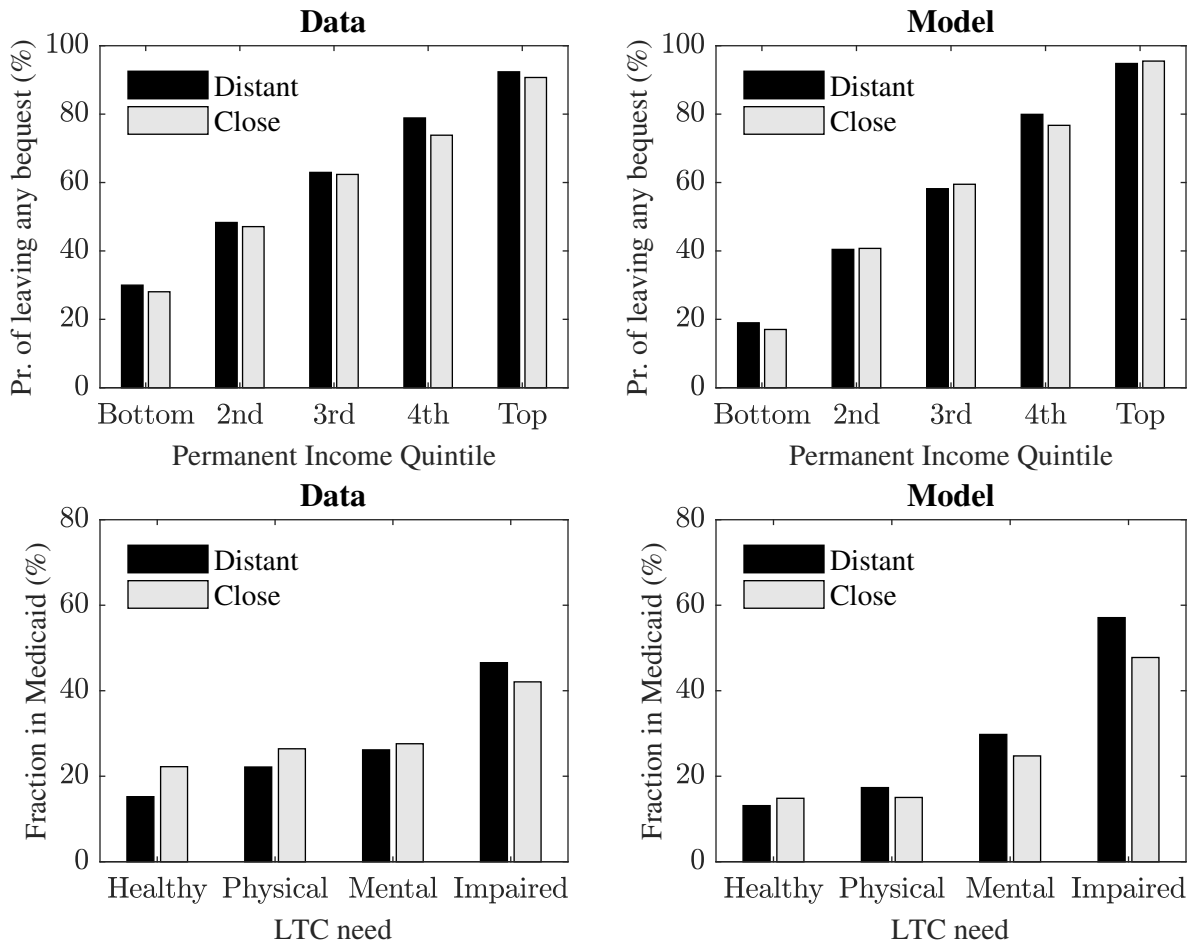 Data
Pr. of leaving any bequest (%)
100
80
60
40
20
0
Distant
Close
Bottom 2nd 3rd 4th Top
Permanent Income Quintile
Model
Pr. of leaving any bequest (%)
100
80
60
40
20
0
Distant
Close
Bottom 2nd 3rd 4th Top
Permanent Income Quintile
Data
Fraction in Medicaid (%)
80
60
40
20
0
Distant
Close
Healthy Physical Mental Impaired
LTC need
Model
Fraction in Medicaid (%)
80
60
40
20
0
Distant
Close
Healthy Physical Mental Impaired
LTC need